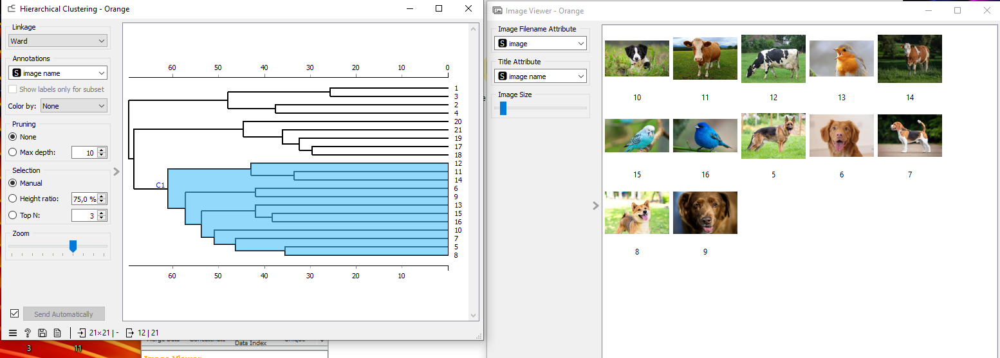 Hierarchical Clustering - Orange
Linkage
Ward
Annotations
S image name
Show labels only for subset
Color by: None
Pruning
None
Max depth: 10
Selection
Manual
Height ratio: 75,0 %
Top N: 3
Zoom
Send Automatically
21×21 | - 12 | 21
60 50 40 30 20 10 0
1
3
2
4
20
21
19
17
18
12
11
14
6
9
13
15
16
10
7
5
8
C1
60 50 40 30 20 10
Image Viewer - Orange
Image Filename Attribute
S image
Title Attribute
S image name
Image Size
10 11 12 13 14
15 16 5 6 7
8 9
3 11
Data Index